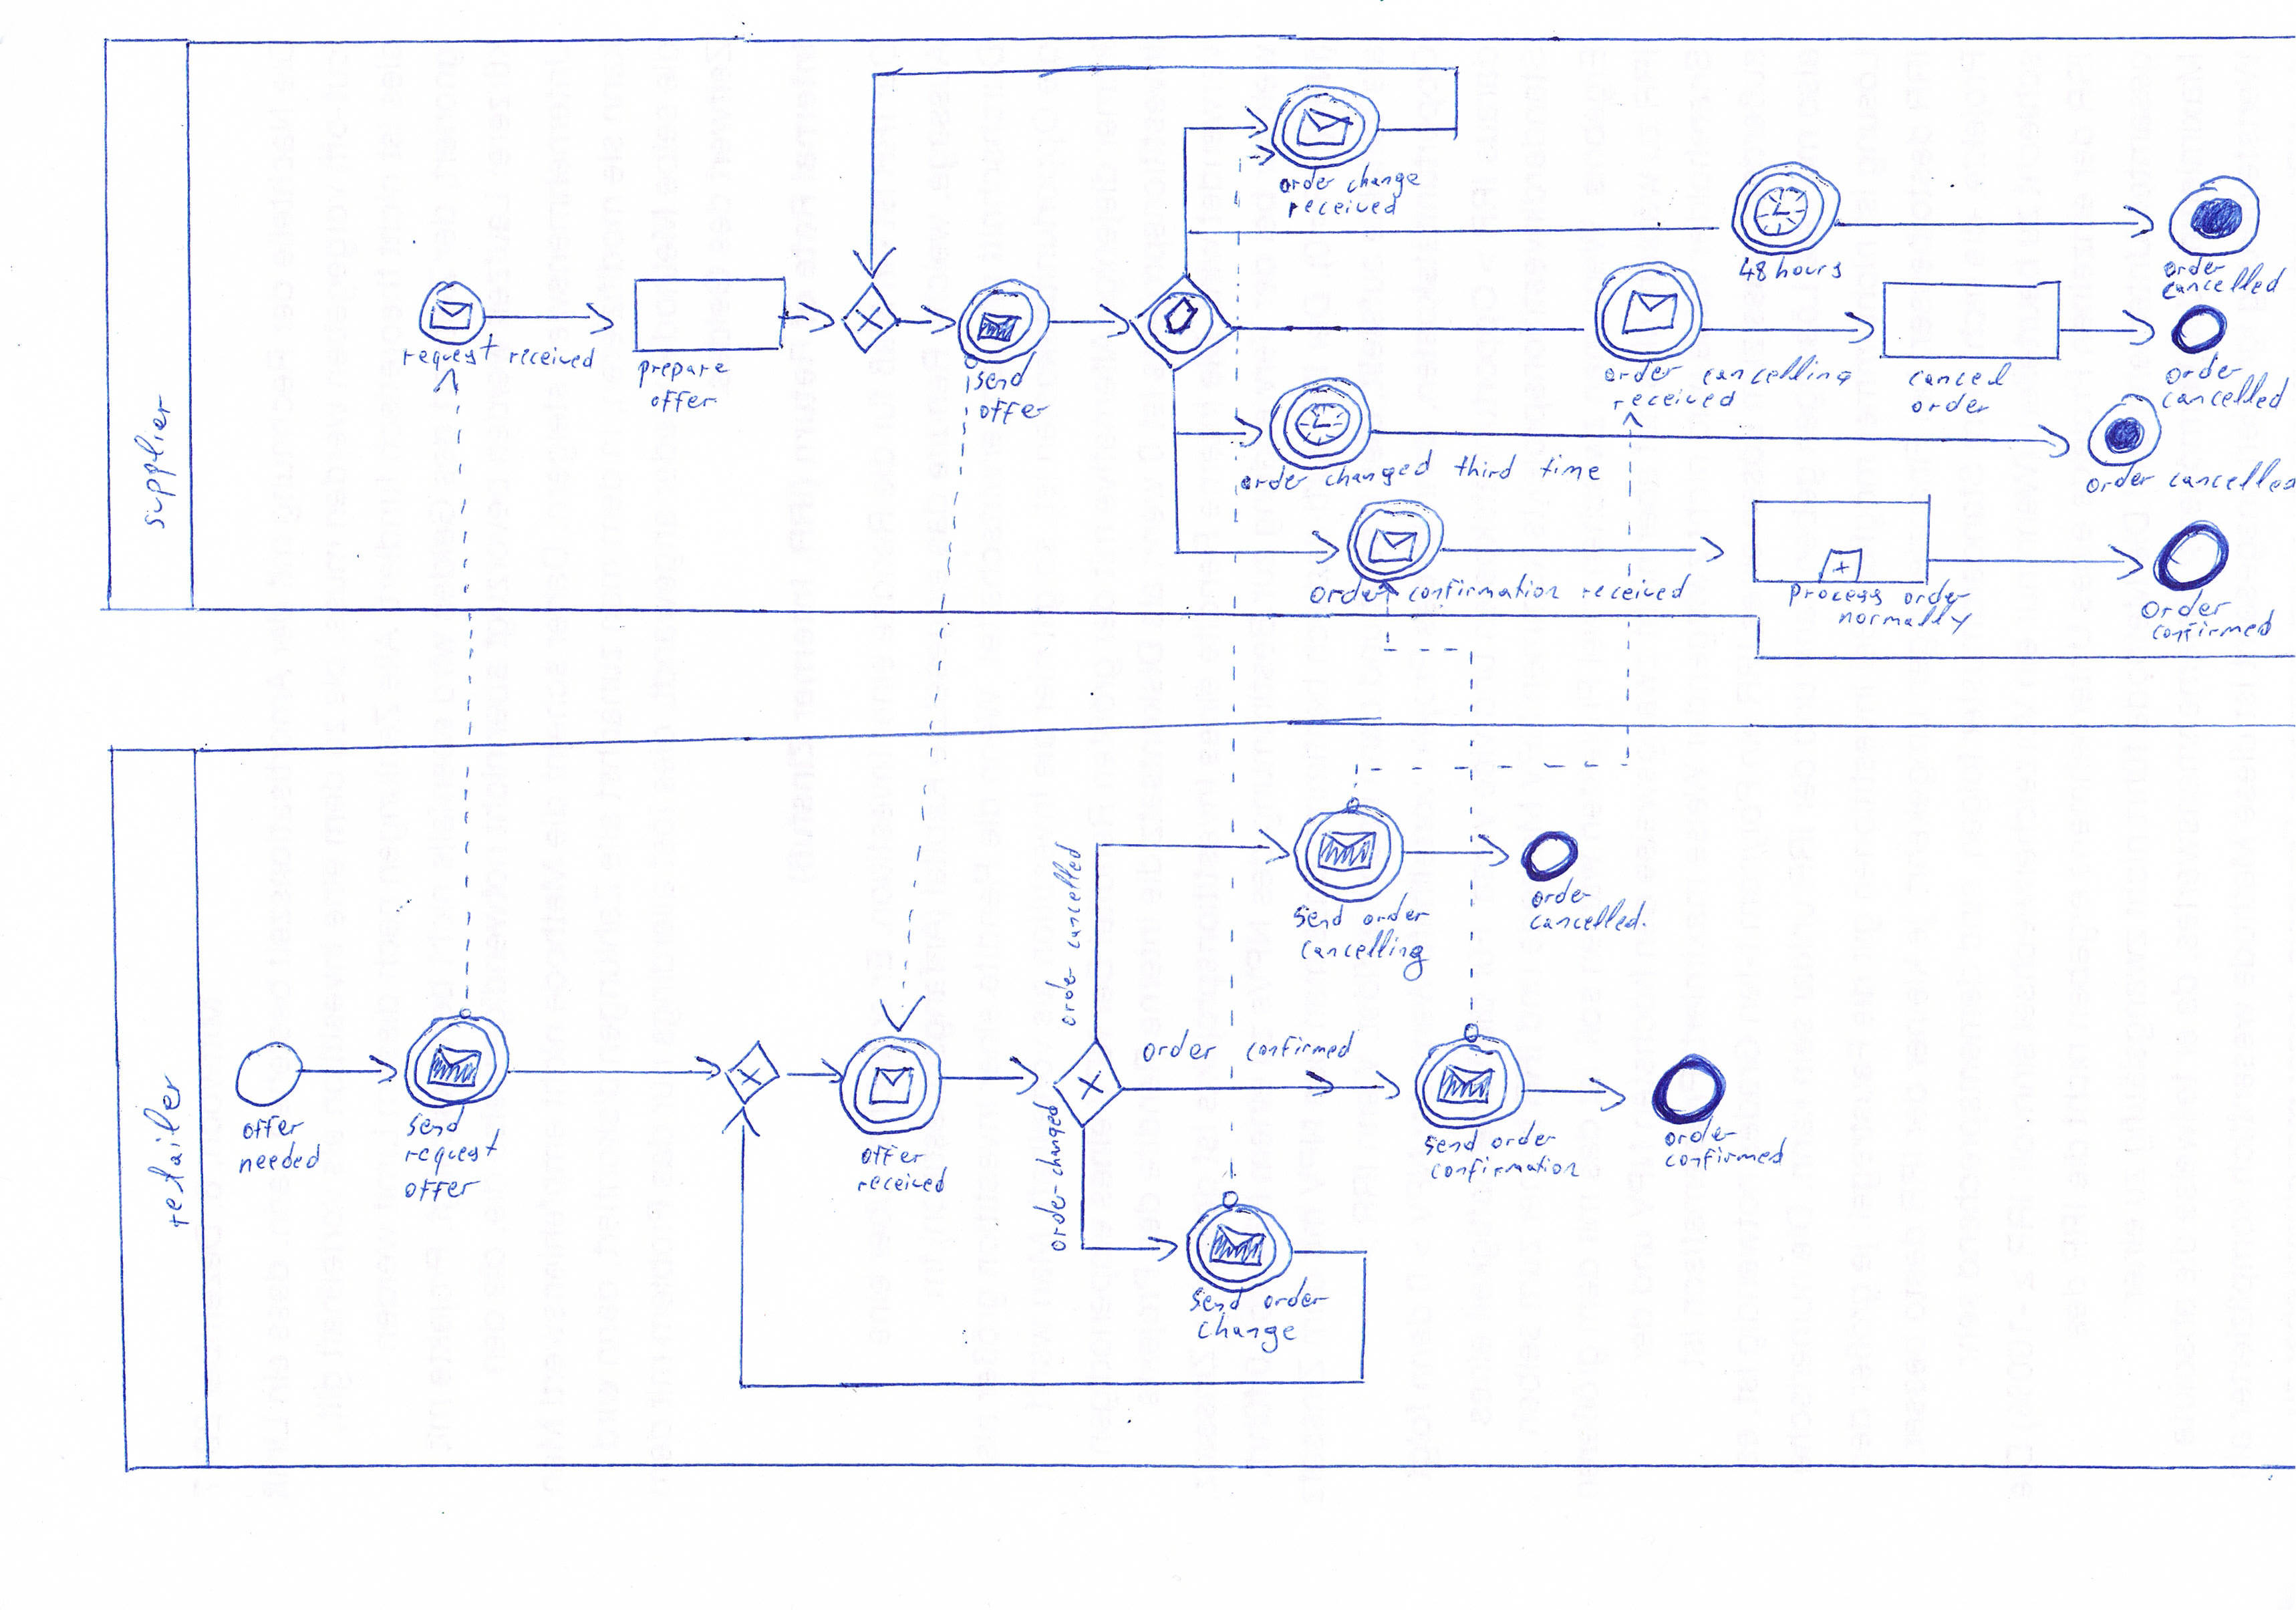 supplier
order change
received
48 hours
order
cancelled
request received
prepare
offer
send
offer
order cancelling
received
cancel
order
order
cancelled
order changed third time
order cancelled
order confirmation received
process order
normally
order
confirmed
retailer
offer
needed
send
request
offer
offer
received
order cancelled
order confirmed
order changed
send order
cancelling
order
cancelled.
send order
confirmation
order
confirmed
send order
change